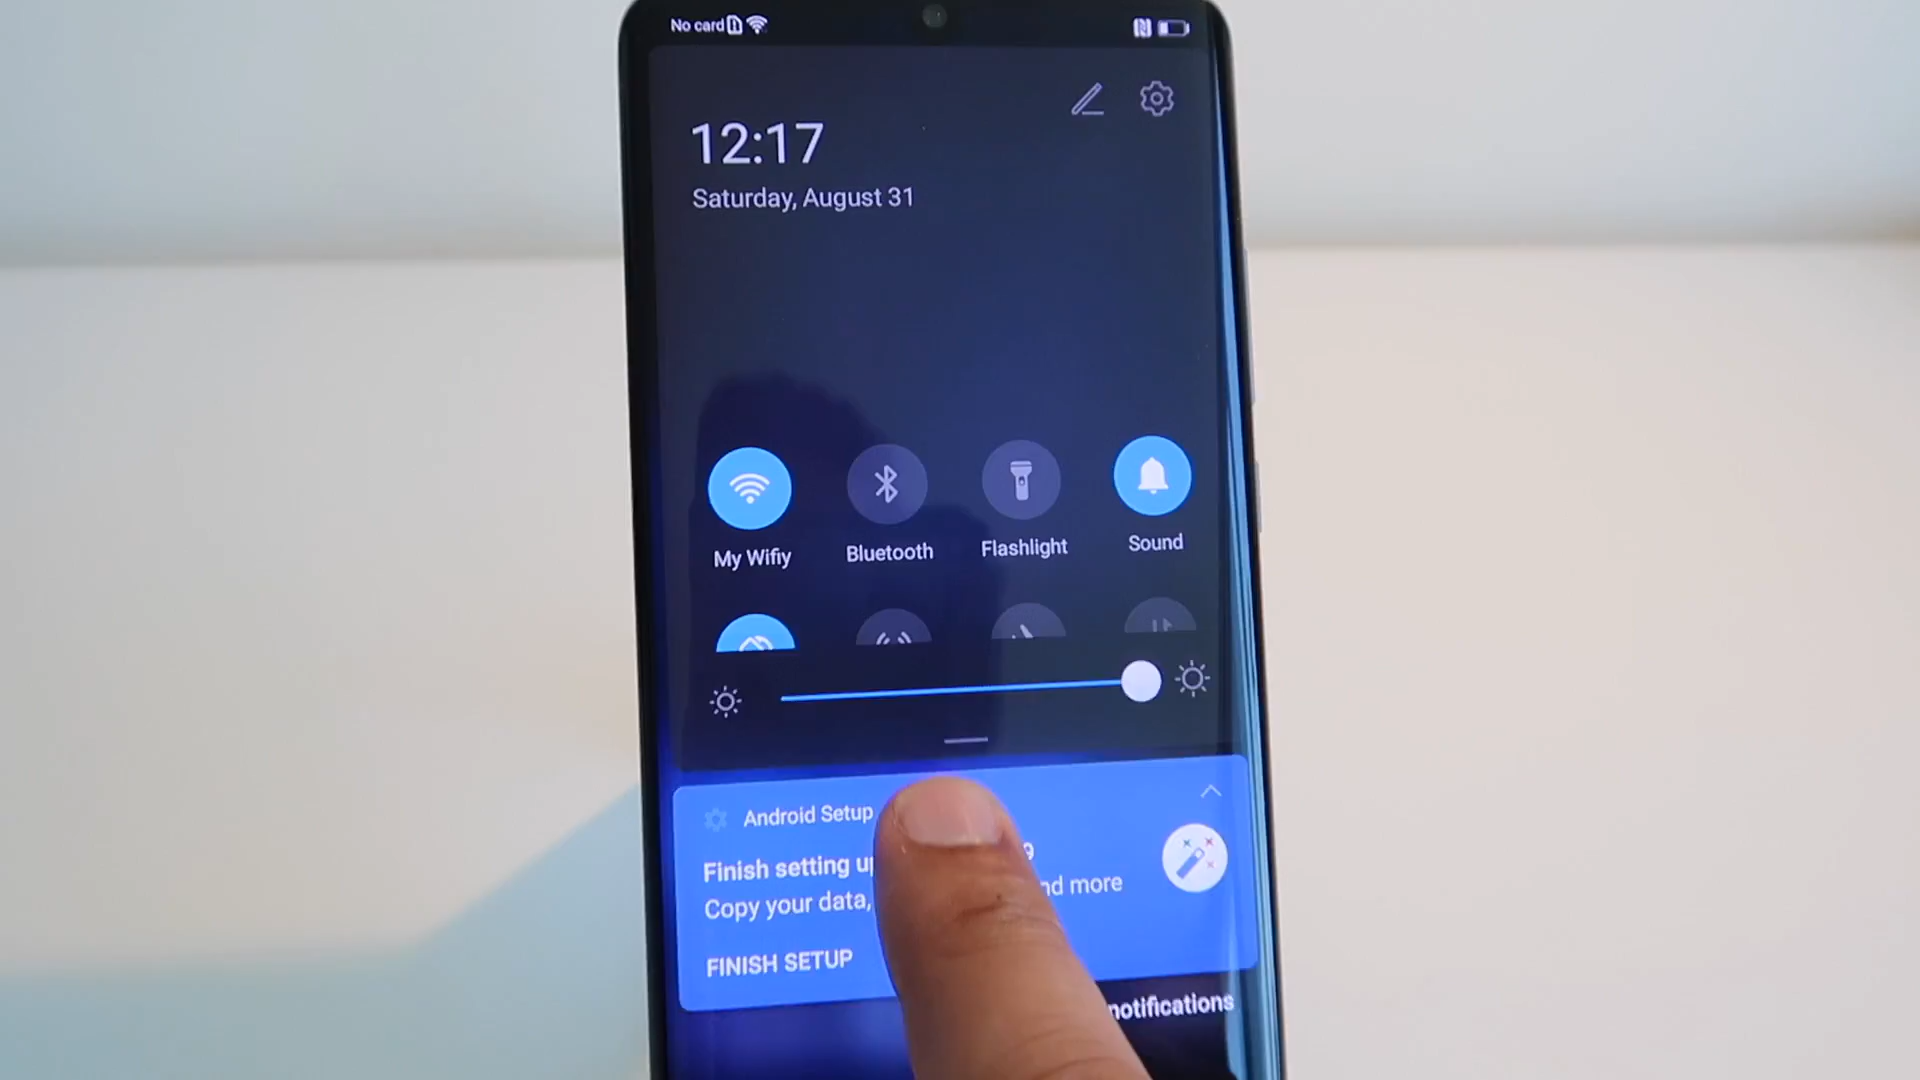 No card
12:17
Saturday, August 31
My Wifiy
Bluetooth
Flashlight
Sound
Android Setup
Finish setting
9
Copy your data,
more
FINISH SETUP
notifications